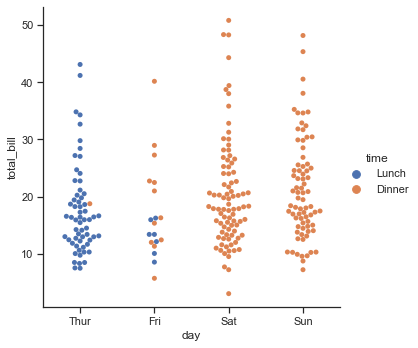 50
40
30
20
10
total_bill
Thur Fri Sat Sun
day
time
Lunch
Dinner